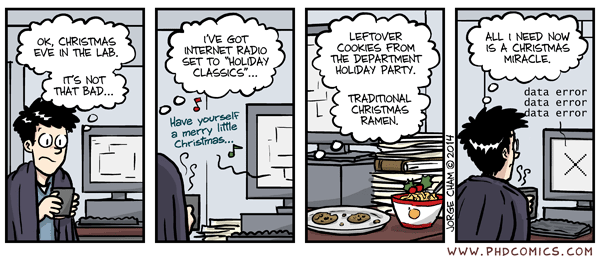 OK, CHRISTMAS
EVE IN THE LAB.
IT'S NOT
THAT BAD...
I'VE GOT
INTERNET RADIO
SET TO "HOLIDAY
CLASSICS"...
Have yourself
a merry little
Christmas...
LEFTOVER
COOKIES FROM
THE DEPARTMENT
HOLIDAY PARTY.
TRADITIONAL
CHRISTMAS
RAMEN.
JORGE CHAM © 2014
ALL I NEED NOW
IS A CHRISTMAS
MIRACLE.
data error
data error
data error
WWW.PHDCOMICS.COM